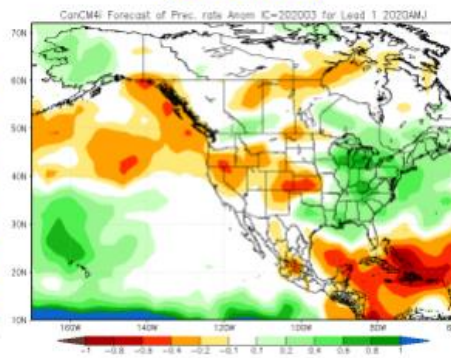 CanCM4i Forecast of Prec. rate Anom IC=202003 for Lead 1 2020AMJ
70N
60N
50N
40N
30N
20N
10N
160W 140W 120W 100W 80W
-1 -0.8 -0.6 -0.4 -0.2 -0.1 0.1 0.2 0.4 0.6 0.8